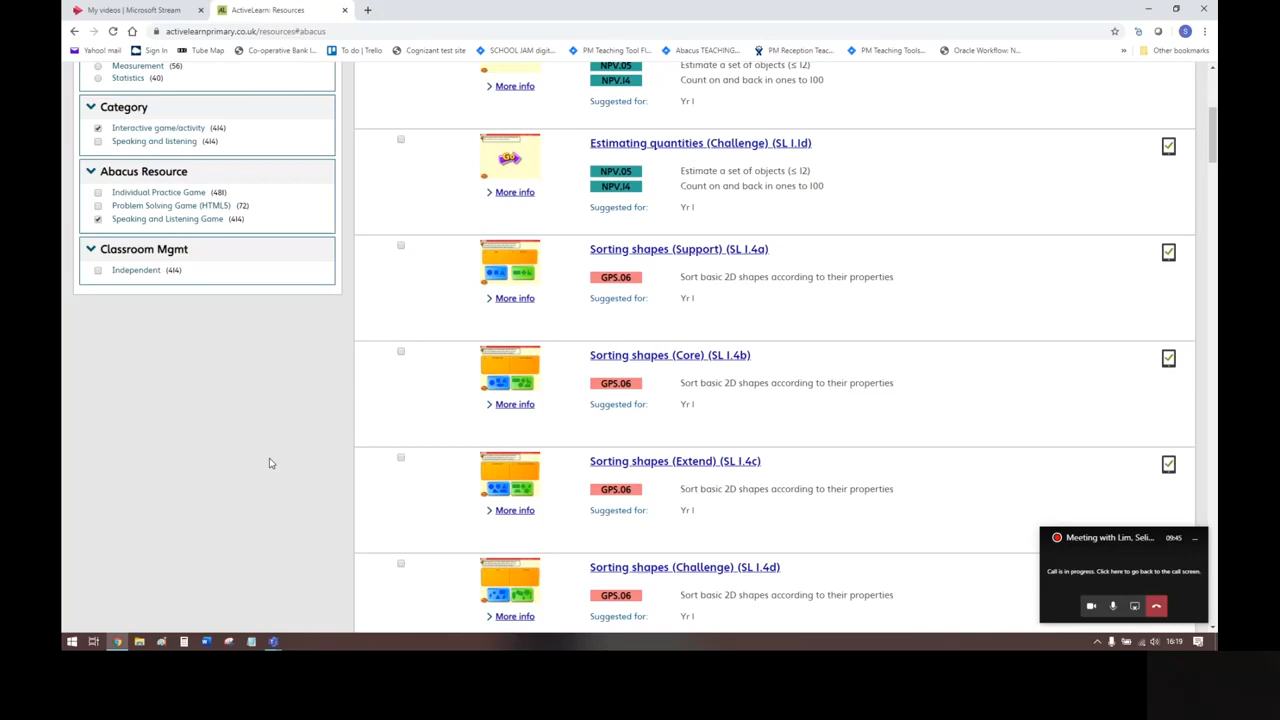 My videos | Microsoft Stream
ActiveLearn: Resources
activelearnprimary.co.uk/resources#abacus
Yahoo! mail
Sign In
Tube Map
Co-operative Bank I...
To do | Trello
Cognizant test site
SCHOOL JAM digit...
PM Teaching Tool Fl...
Abacus TEACHING...
PM Reception Teac...
PM Teaching Tools...
Oracle Workflow: N...
» Other bookmarks
Measurement (56)
Statistics (40)
Category
Interactive game/activity (414)
Speaking and listening (414)
Abacus Resource
Individual Practice Game (481)
Problem Solving Game (HTML5) (72)
Speaking and Listening Game (414)
Classroom Mgmt
Independent (414)
NPV.05 Estimate a set of objects (≤ 12)
NPV.14 Count on and back in ones to 100
> More info
Suggested for: Yr 1
Estimating quantities (Challenge) (SL 1.1d)
Go
NPV.05 Estimate a set of objects (≤ 12)
NPV.14 Count on and back in ones to 100
> More info
Suggested for: Yr 1
Sorting shapes (Support) (SL 1.4a)
GPS.06 Sort basic 2D shapes according to their properties
> More info
Suggested for: Yr 1
Sorting shapes (Core) (SL 1.4b)
GPS.06 Sort basic 2D shapes according to their properties
> More info
Suggested for: Yr 1
Sorting shapes (Extend) (SL 1.4c)
GPS.06 Sort basic 2D shapes according to their properties
> More info
Suggested for: Yr 1
Sorting shapes (Challenge) (SL 1.4d)
GPS.06 Sort basic 2D shapes according to their properties
> More info
Suggested for: Yr 1
Meeting with Lim, Seli... 09:45
Call is in progress. Click here to go back to the call screen.
16:19